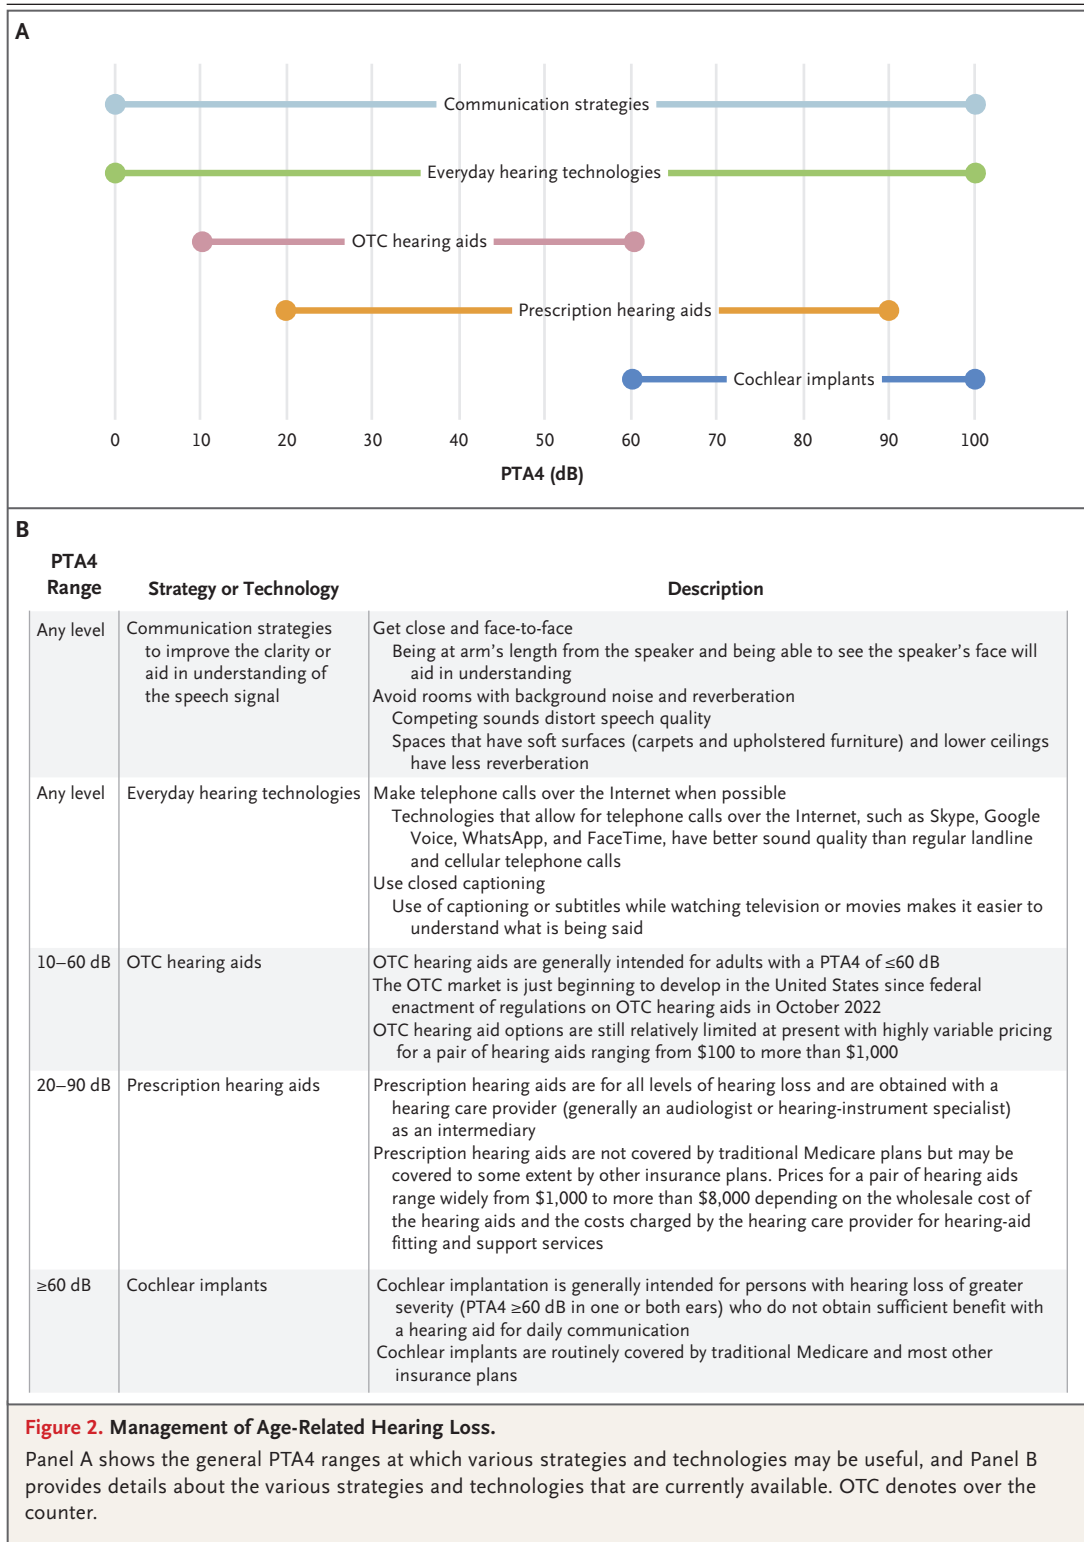 A
Communication strategies
Everyday hearing technologies
OTC hearing aids
Prescription hearing aids
Cochlear implants
0 10 20 30 40 50 60 70 80 90 100
PTA4 (dB)
B
PTA4
Range Strategy or Technology Description
Any level Communication strategies Get close and face-to-face
to improve the clarity or Being at arm’s length from the speaker and being able to see the speaker’s face will
aid in understanding of aid in understanding
the speech signal Avoid rooms with background noise and reverberation
Competing sounds distort speech quality
Spaces that have soft surfaces (carpets and upholstered furniture) and lower ceilings
have less reverberation
Any level Everyday hearing technologies Make telephone calls over the Internet when possible
Technologies that allow for telephone calls over the Internet, such as Skype, Google
Voice, WhatsApp, and FaceTime, have better sound quality than regular landline
and cellular telephone calls
Use closed captioning
Use of captioning or subtitles while watching television or movies makes it easier to
understand what is being said
10–60 dB OTC hearing aids OTC hearing aids are generally intended for adults with a PTA4 of ≤60 dB
The OTC market is just beginning to develop in the United States since federal
enactment of regulations on OTC hearing aids in October 2022
OTC hearing aid options are still relatively limited at present with highly variable pricing
for a pair of hearing aids ranging from $100 to more than $1,000
20–90 dB Prescription hearing aids Prescription hearing aids are for all levels of hearing loss and are obtained with a
hearing care provider (generally an audiologist or hearing-instrument specialist)
as an intermediary
Prescription hearing aids are not covered by traditional Medicare plans but may be
covered to some extent by other insurance plans. Prices for a pair of hearing aids
range widely from $1,000 to more than $8,000 depending on the wholesale cost of
the hearing aids and the costs charged by the hearing care provider for hearing-aid
fitting and support services
≥60 dB Cochlear implants Cochlear implantation is generally intended for persons with hearing loss of greater
severity (PTA4 ≥60 dB in one or both ears) who do not obtain sufficient benefit with
a hearing aid for daily communication
Cochlear implants are routinely covered by traditional Medicare and most other
insurance plans
Figure 2. Management of Age-Related Hearing Loss.
Panel A shows the general PTA4 ranges at which various strategies and technologies may be useful, and Panel B
provides details about the various strategies and technologies that are currently available. OTC denotes over the
counter.